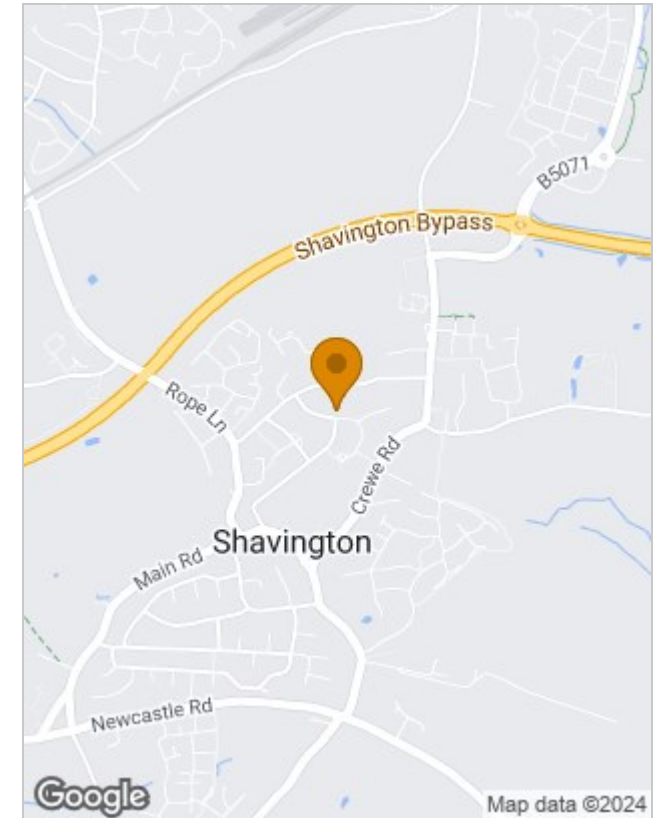 B5071
Shavington Bypass
Rope Ln
Crewe Rd
Shavington
Main Rd
Newcastle Rd
Google
Map data ©2024